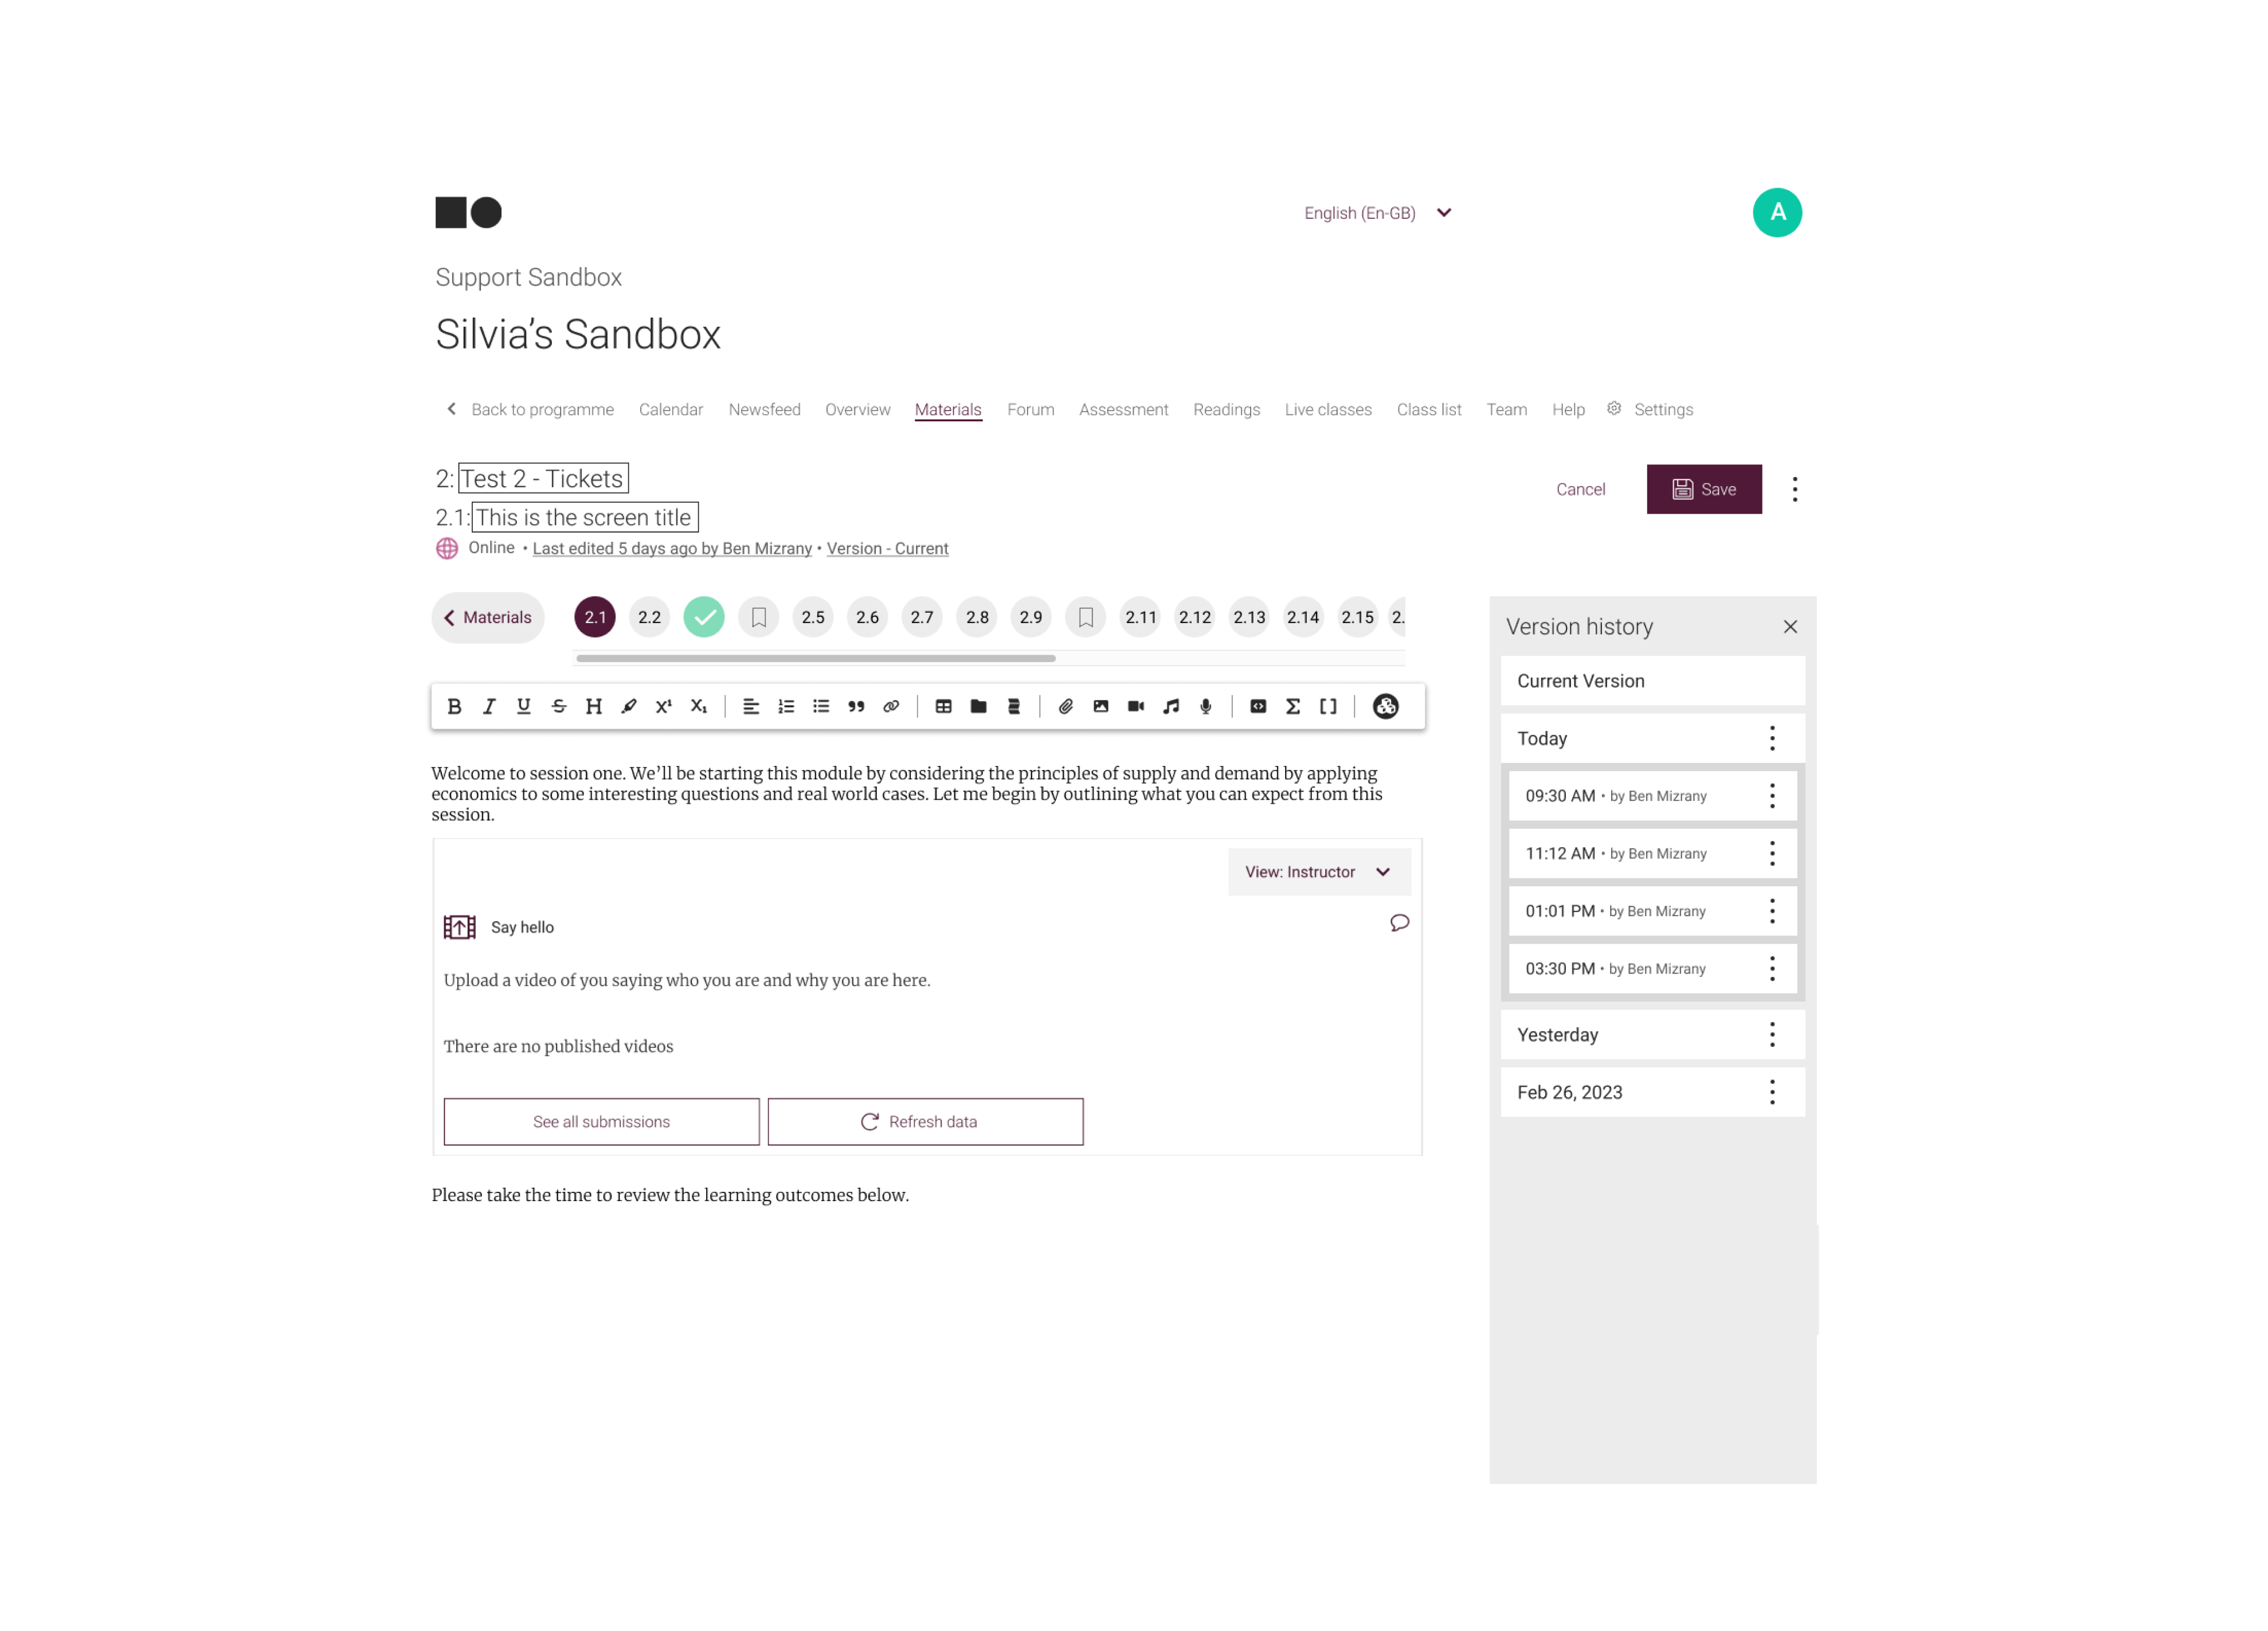 English (En-GB)
A
Support Sandbox
Silvia’s Sandbox
Back to programme Calendar Newsfeed Overview Materials Forum Assessment Readings Live classes Class list Team Help Settings
2: Test 2 - Tickets
Cancel Save
2.1: This is the screen title
Online • Last edited 5 days ago by Ben Mizrany • Version - Current
Materials 2.1 2.2 2.5 2.6 2.7 2.8 2.9 2.11 2.12 2.13 2.14 2.15 2.
B I U S H X¹ X₁ Σ [ ]
Welcome to session one. We’ll be starting this module by considering the principles of supply and demand by applying
economics to some interesting questions and real world cases. Let me begin by outlining what you can expect from this
session.
View: Instructor
Say hello
Upload a video of you saying who you are and why you are here.
There are no published videos
See all submissions Refresh data
Please take the time to review the learning outcomes below.
Version history
Current Version
Today
09:30 AM • by Ben Mizrany
11:12 AM • by Ben Mizrany
01:01 PM • by Ben Mizrany
03:30 PM • by Ben Mizrany
Yesterday
Feb 26, 2023